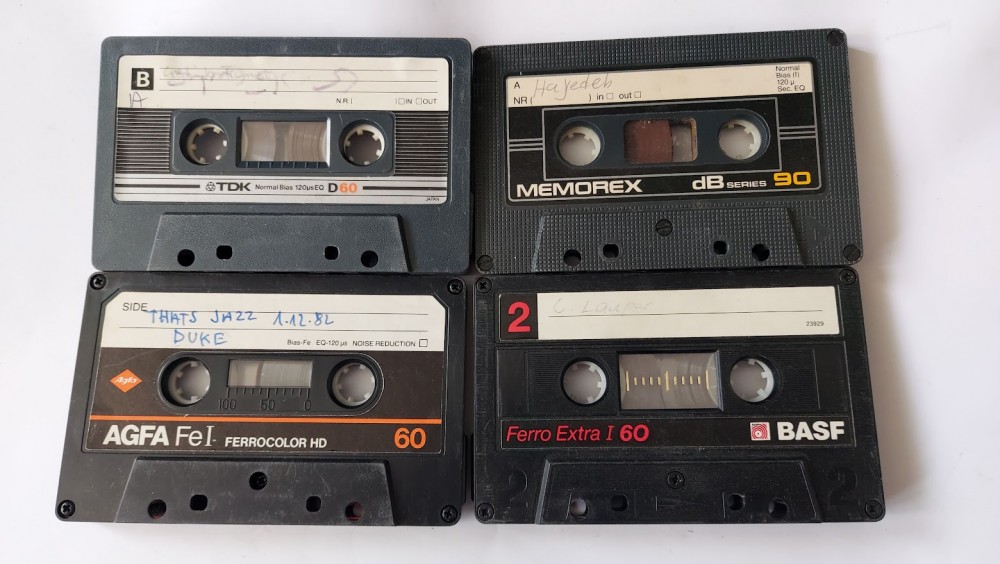 B
A
NR( ) ☐IN ☐OUT
TDK Normal Bias 120µs EQ D60
A Hayedeh
NR( ) in ☐ out ☐
Normal
Bias (I)
120 µ
Sec. EQ
MEMOREX dB SERIES 90
SIDE THATS JAZZ 1.12.82
DUKE
Bias-Fe EQ-120 µs NOISE REDUCTION ☐
Agfa
100 50 0
AGFA FeI FERROCOLOR HD 60
2
23929
Ferro Extra I 60 BASF
2 2